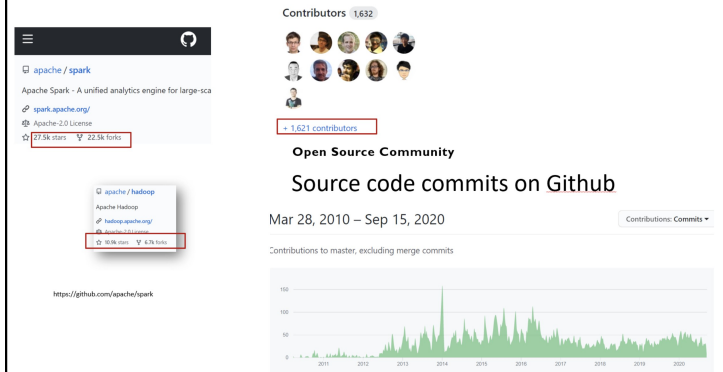 apache / spark
Apache Spark - A unified analytics engine for large-sca
spark.apache.org/
Apache-2.0 License
27.5k stars 22.5k forks
apache / hadoop
Apache Hadoop
hadoop.apache.org/
Apache-2.0 License
10.9k stars 6.7k forks
https://github.com/apache/spark
Contributors 1,632
+ 1,621 contributors
Open Source Community
Source code commits on Github
Mar 28, 2010 – Sep 15, 2020
Contributions: Commits
Contributions to master, excluding merge commits
150
100
50
0
2011 2012 2013 2014 2015 2016 2017 2018 2019 2020